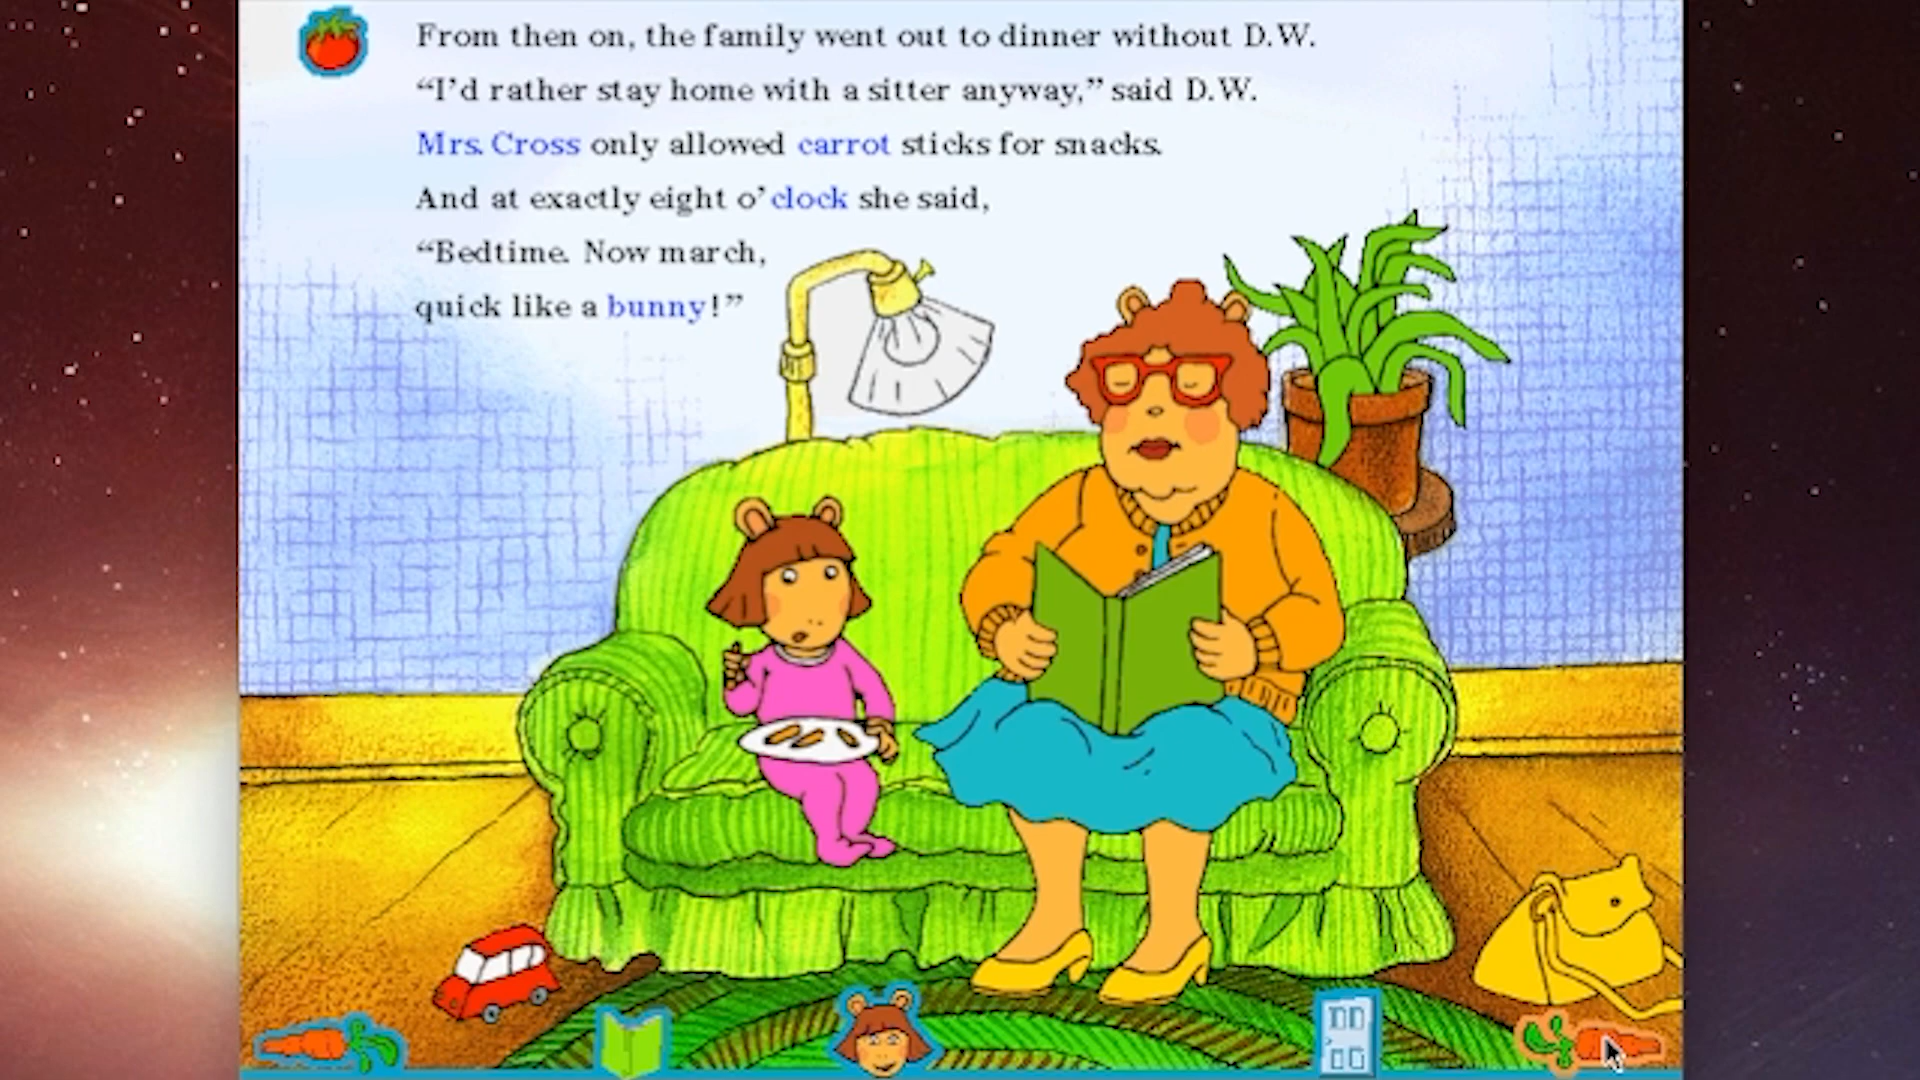 From then on, the family went out to dinner without D.W.
“I’d rather stay home with a sitter anyway,” said D.W.
Mrs. Cross only allowed carrot sticks for snacks.
And at exactly eight o’clock she said,
“Bedtime. Now march,
quick like a bunny!”